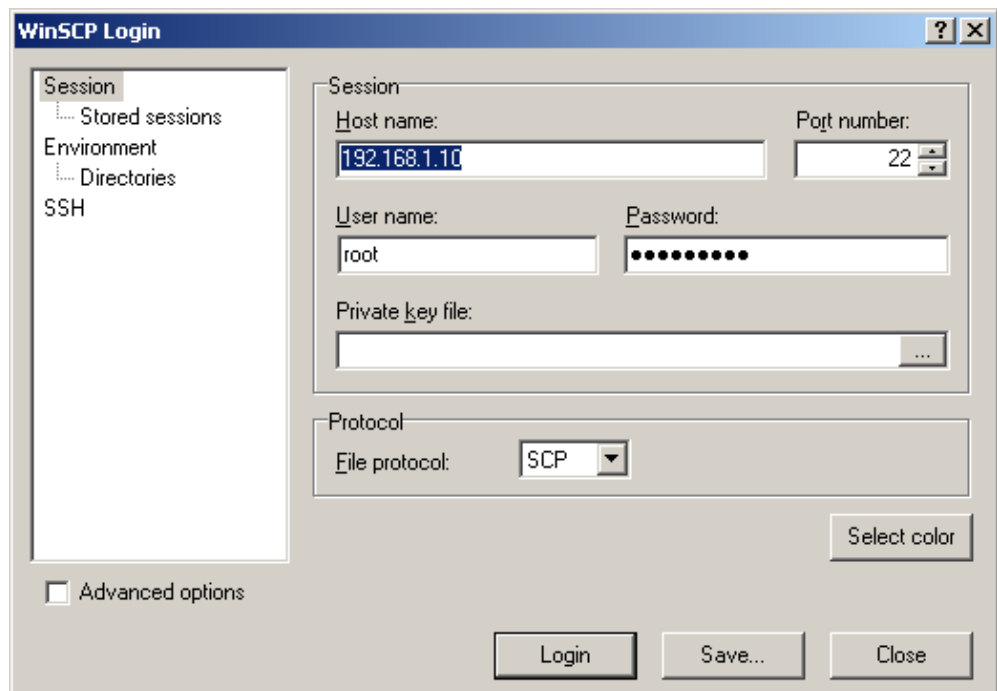 WinSCP Login
Session
Stored sessions
Environment
Directories
SSH
Advanced options
Session
Host name:
Port number:
192.168.1.10
22
User name:
Password:
root
●●●●●●●●●
Private key file:
...
Protocol
File protocol:
SCP
Select color
Login
Save...
Close